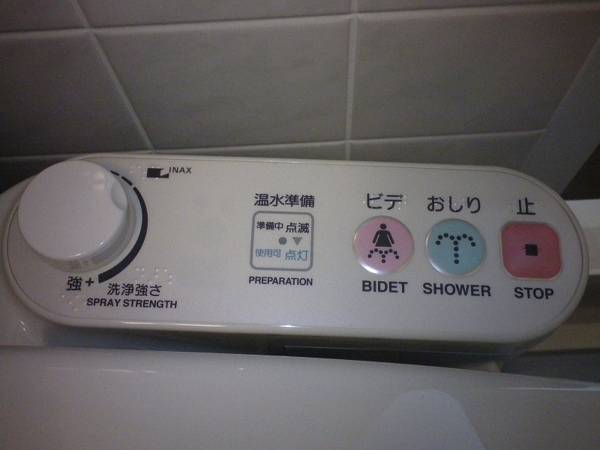 INAX
強+
洗浄強さ
SPRAY STRENGTH
温水準備
準備中 点滅
使用可 点灯
PREPARATION
ビデ
BIDET
おしり
SHOWER
止
STOP